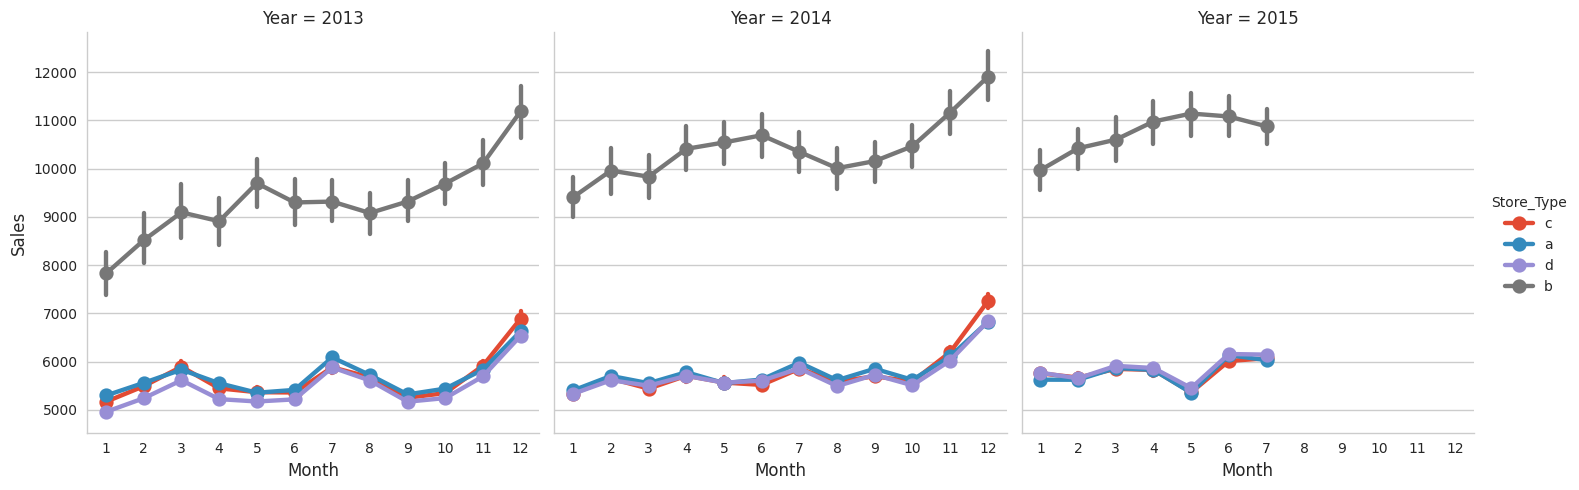 Year = 2013
Year = 2014
Year = 2015
Sales
12000
11000
10000
9000
8000
7000
6000
5000
1 2 3 4 5 6 7 8 9 10 11 12
1 2 3 4 5 6 7 8 9 10 11 12
1 2 3 4 5 6 7 8 9 10 11 12
Month
Month
Month
Store_Type
c
a
d
b